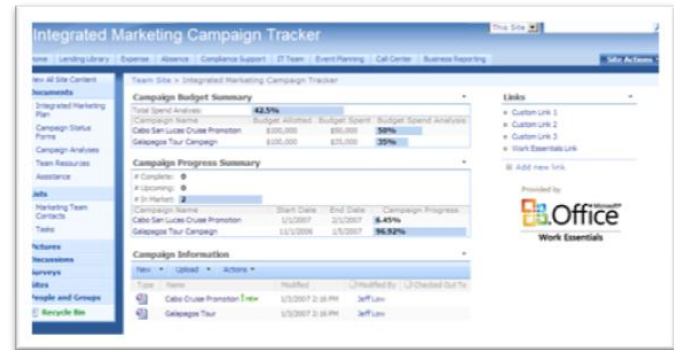 Integrated Marketing Campaign Tracker
This Site
Home Lending Library Expense Absence Compliance Support IT Team Event Planning Call Center Business Reporting
Site Actions
View All Site Content
Team Site > Integrated Marketing Campaign Tracker
Documents
Integrated Marketing
Plan
Campaign Status
Forms
Campaign Analyses
Team Resources
Assistance
Lists
Marketing Team
Contacts
Tasks
Pictures
Discussions
Surveys
Sites
People and Groups
Recycle Bin
Campaign Budget Summary
Total Spend Analysis: 42.5%
Campaign Name Budget Allotted Budget Spent Budget Spend Analysis
Cabo San Lucas Cruise Promotion $100,000 $50,000 50%
Galapagos Tour Campaign $100,000 $35,000 35%
Campaign Progress Summary
# Complete: 0
# Upcoming: 0
# In Market: 2
Campaign Name Start Date End Date Campaign Progress
Cabo San Lucas Cruise Promotion 1/1/2007 2/1/2007 6.45%
Galapagos Tour Campaign 11/1/2006 1/5/2007 96.92%
Campaign Information
New Upload Actions
Type Name Modified Modified By Checked Out To
Cabo Cruise Promotion new 1/3/2007 2:16 PM Jeff Low
Galapagos Tour 1/3/2007 2:16 PM Jeff Low
Links
Custom Link 1
Custom Link 2
Custom Link 3
Work Essentials Link
Add new link
Provided by:
Microsoft
Office
Work Essentials